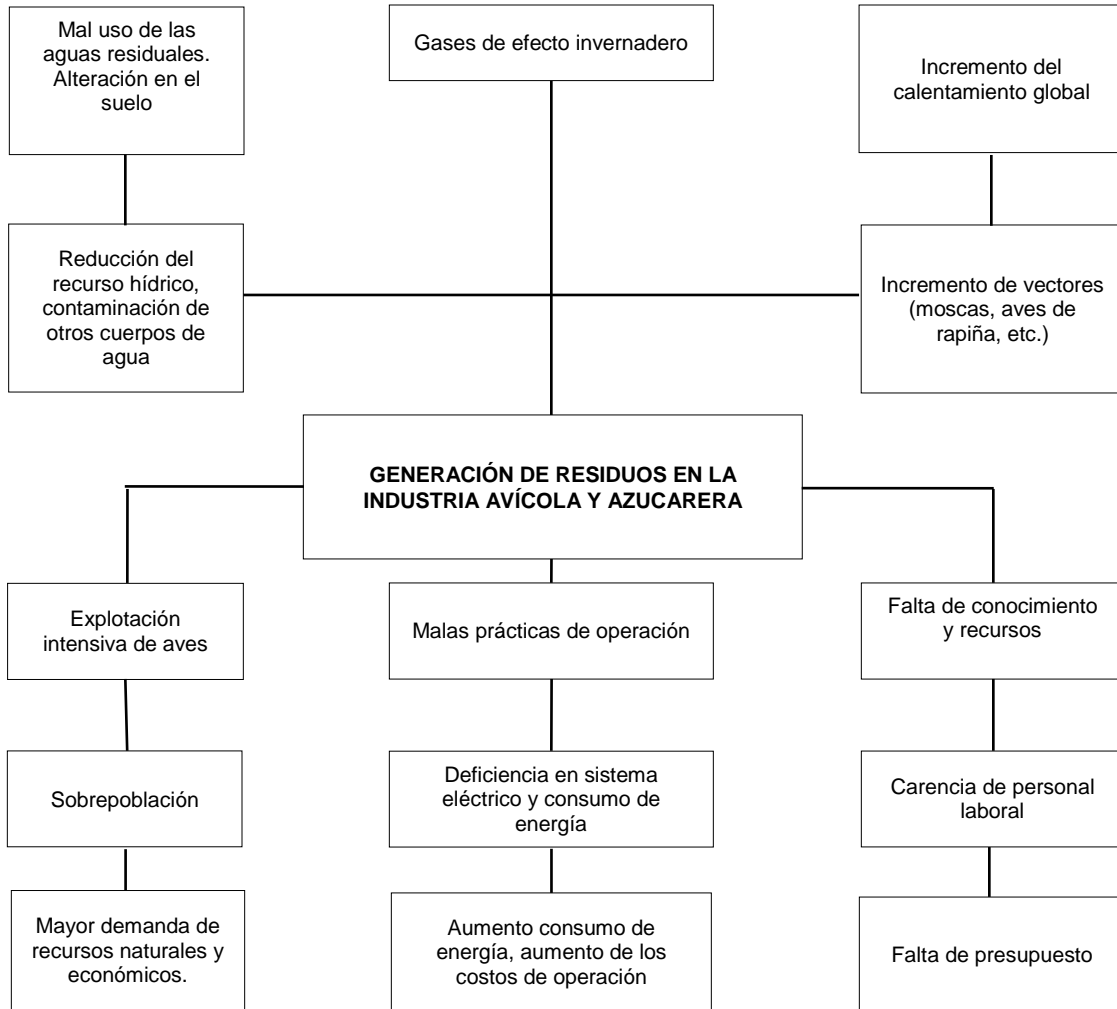 Mal uso de las
aguas residuales.
Alteración en el
suelo
Gases de efecto invernadero
Incremento del
calentamiento global
Reducción del
recurso hídrico,
contaminación de
otros cuerpos de
agua
Incremento de vectores
(moscas, aves de
rapiña, etc.)
GENERACIÓN DE RESIDUOS EN LA
INDUSTRIA AVÍCOLA Y AZUCARERA
Explotación
intensiva de aves
Malas prácticas de operación
Falta de conocimiento
y recursos
Sobrepoblación
Deficiencia en sistema
eléctrico y consumo de
energía
Carencia de personal
laboral
Mayor demanda de
recursos naturales y
económicos.
Aumento consumo de
energía, aumento de los
costos de operación
Falta de presupuesto